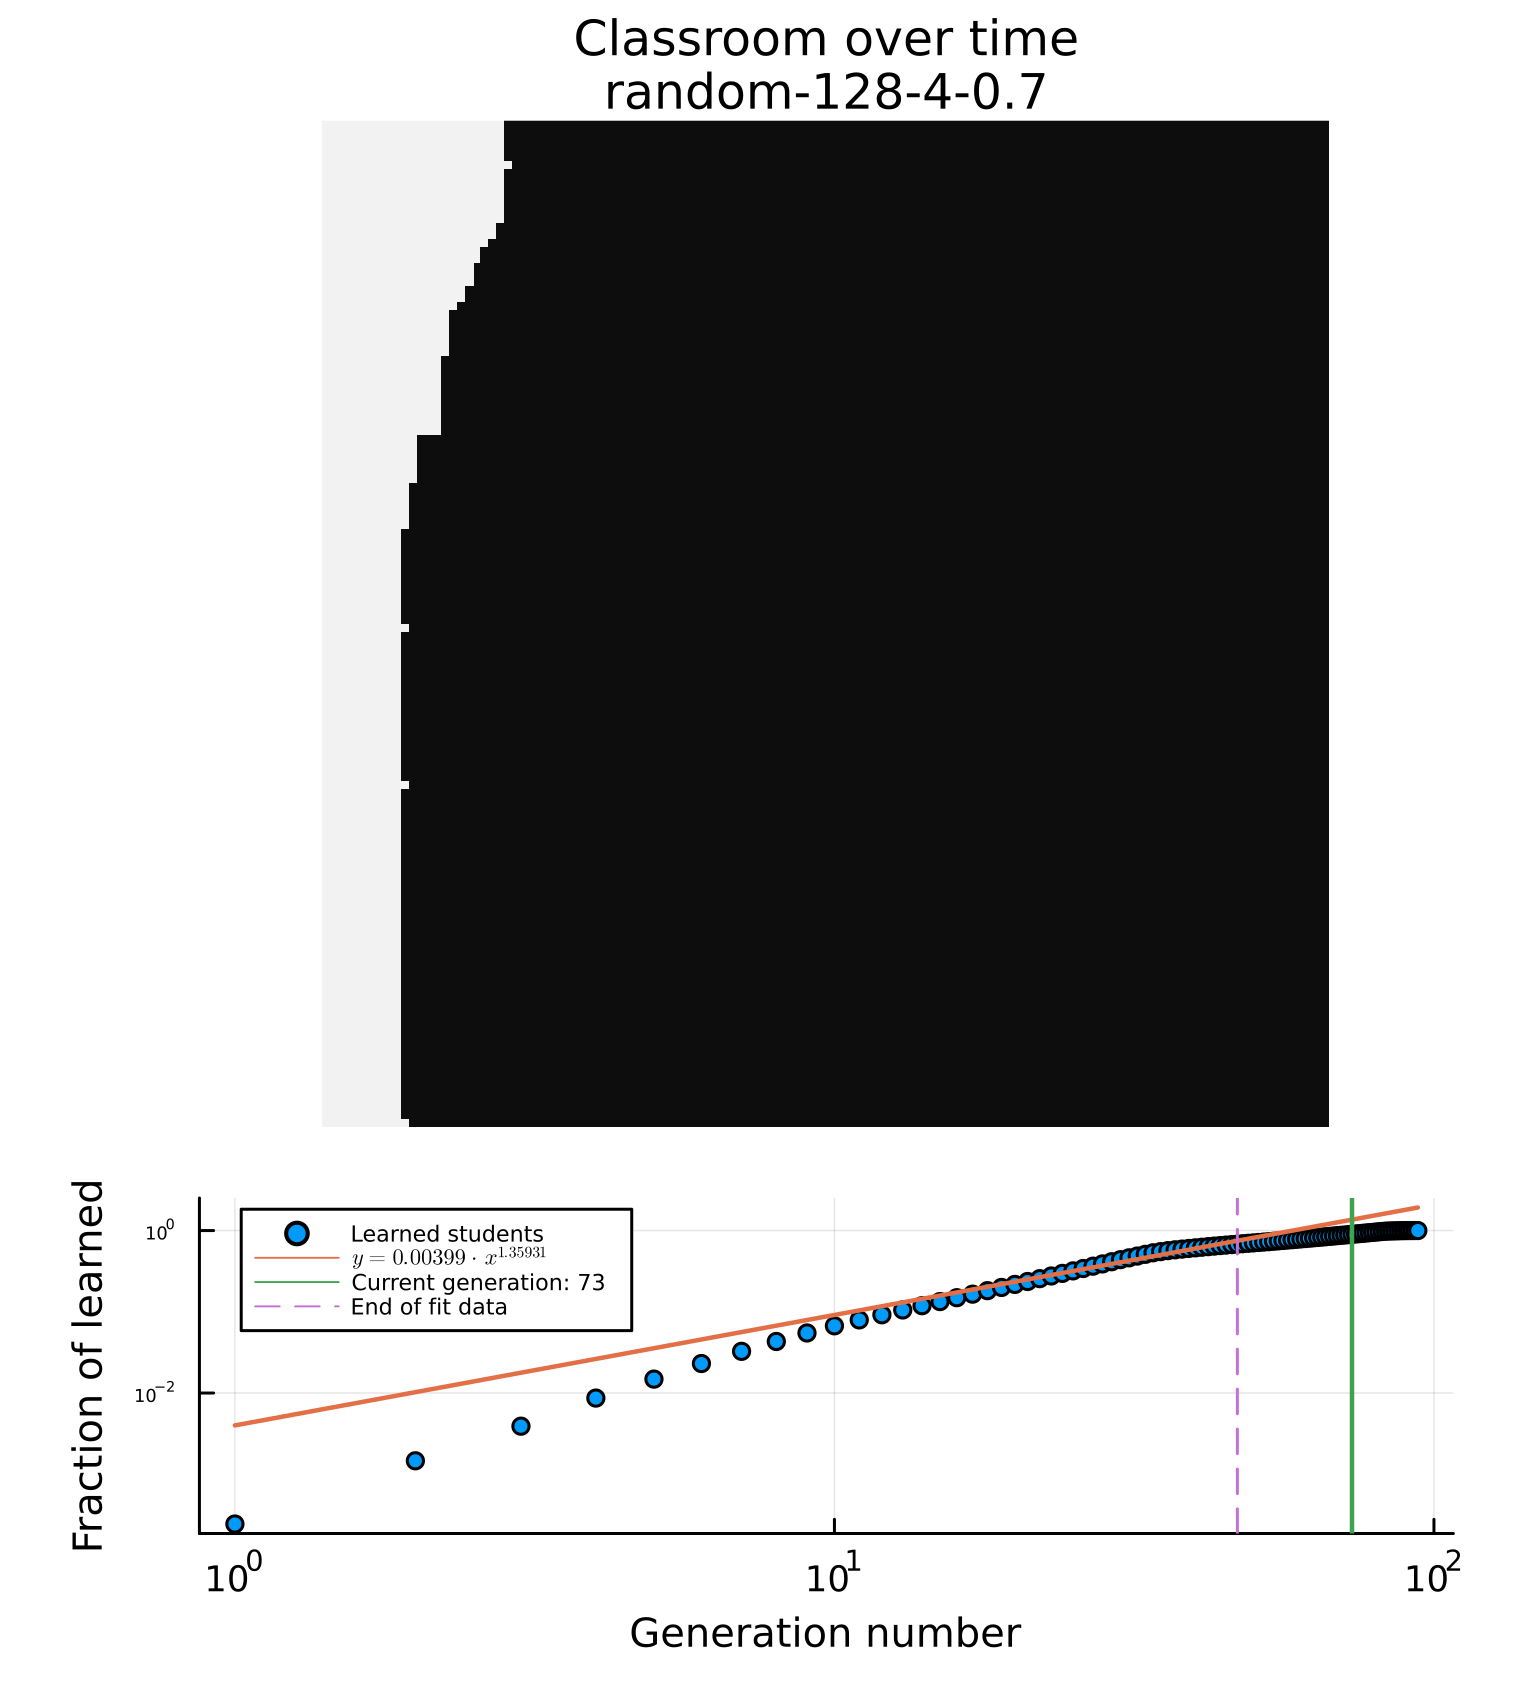 Classroom over time
random-128-4-0.7
Fraction of learned
10^0
10^−2
Learned students
y = 0.00399 · x^1.35931
Current generation: 73
End of fit data
10^0
10^1
10^2
Generation number